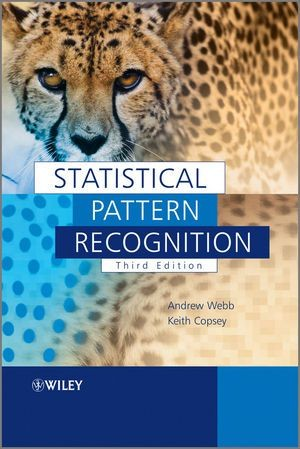 STATISTICAL
PATTERN
RECOGNITION
Third Edition
Andrew Webb
Keith Copsey
WILEY